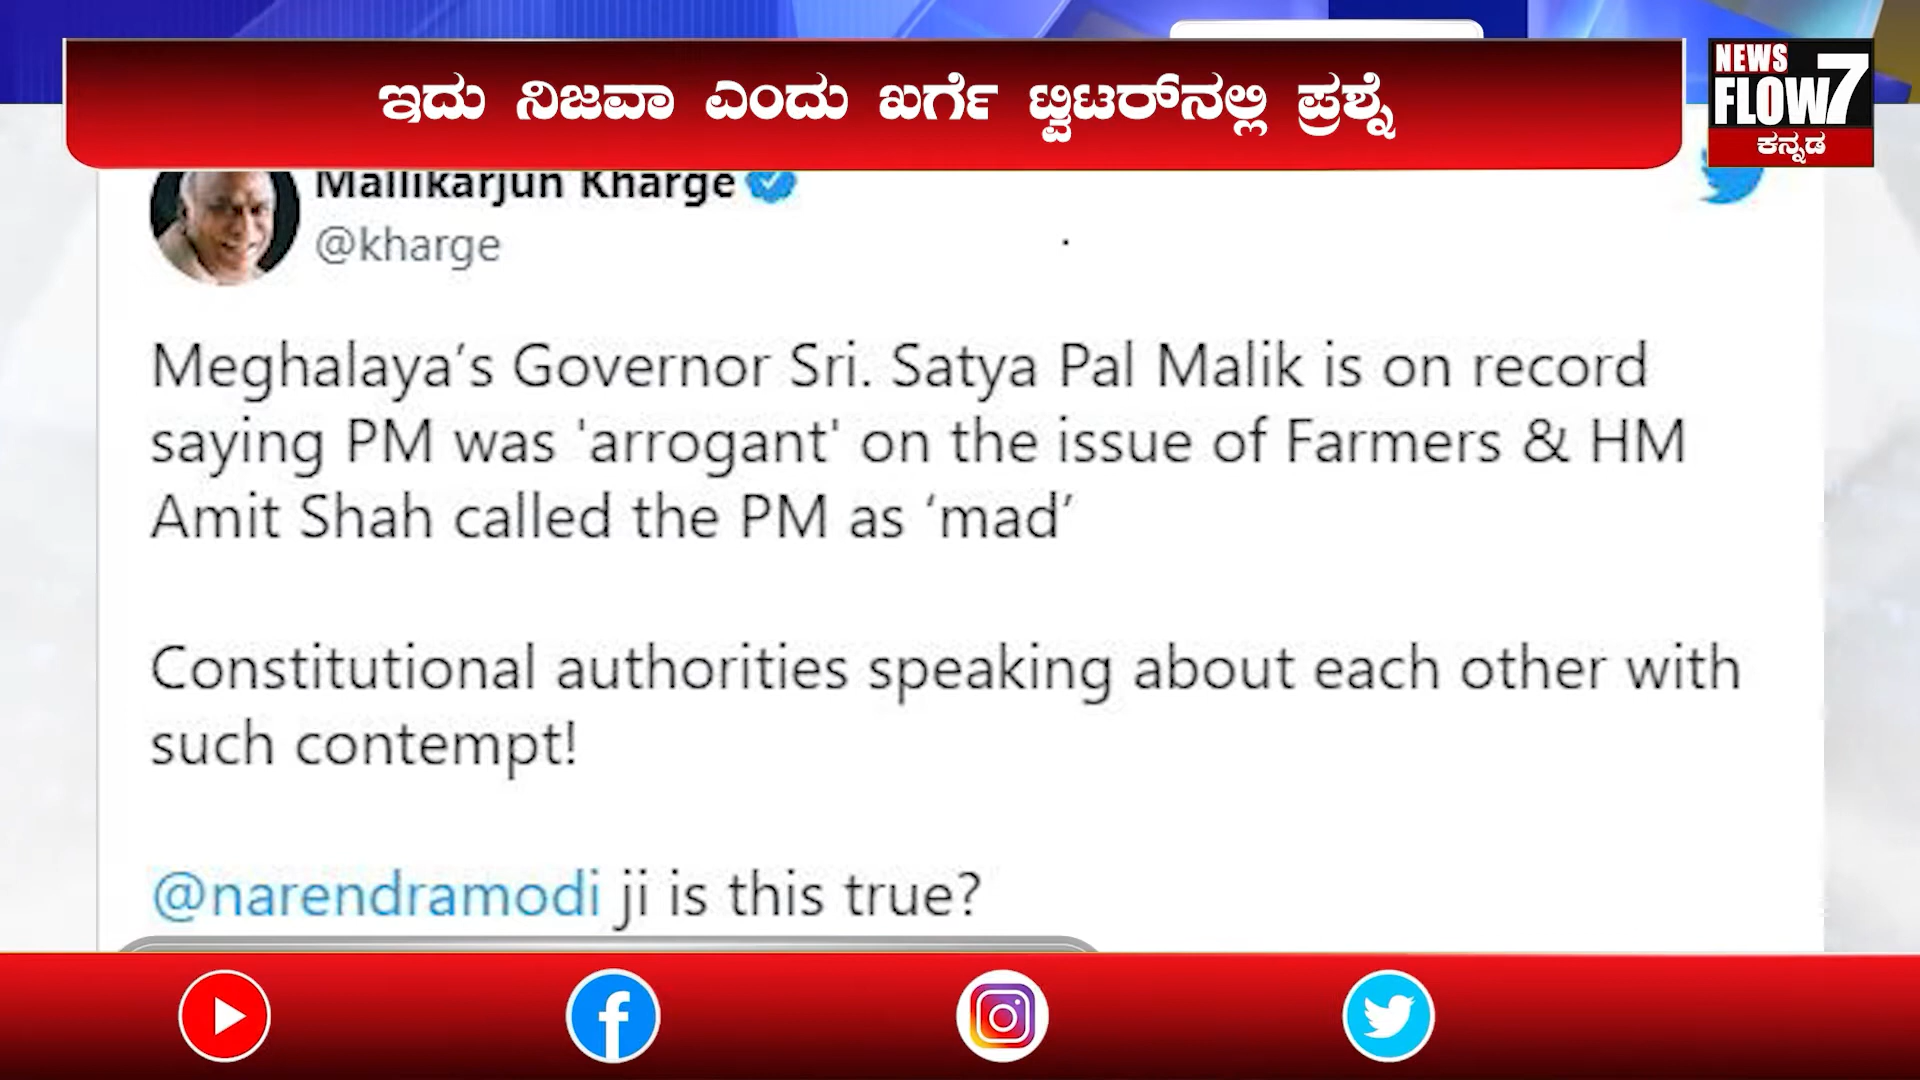 ಇದು ನಿಜವಾ ಎಂದು ಖರ್ಗೆ ಟ್ವಿಟರ್‌ನಲ್ಲಿ ಪ್ರಶ್ನೆ
NEWS
FLOW7
ಕನ್ನಡ
Mallikarjun Kharge
@kharge
Meghalaya’s Governor Sri. Satya Pal Malik is on record
saying PM was 'arrogant' on the issue of Farmers & HM
Amit Shah called the PM as ‘mad’
Constitutional authorities speaking about each other with
such contempt!
@narendramodi ji is this true?